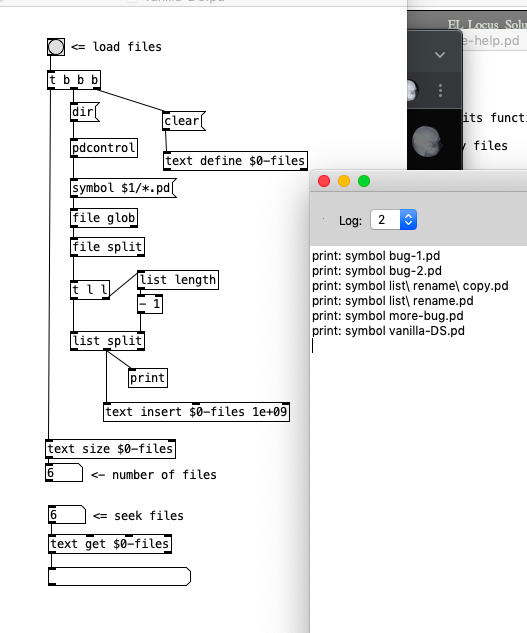 vanilla-DS.pd
EL Locus Solu
e-help.pd
<= load files
t b b b
dir
clear
its functi
pdcontrol
y files
text define $0-files
symbol $1/*.pd
file glob
file split
Log: 2
t l l
list length
- 1
print: symbol bug-1.pd
print: symbol bug-2.pd
print: symbol list\ rename\ copy.pd
print: symbol list\ rename.pd
print: symbol more-bug.pd
print: symbol vanilla-DS.pd
list split
print
text insert $0-files 1e+09
text size $0-files
6 <- number of files
6 <= seek files
text get $0-files